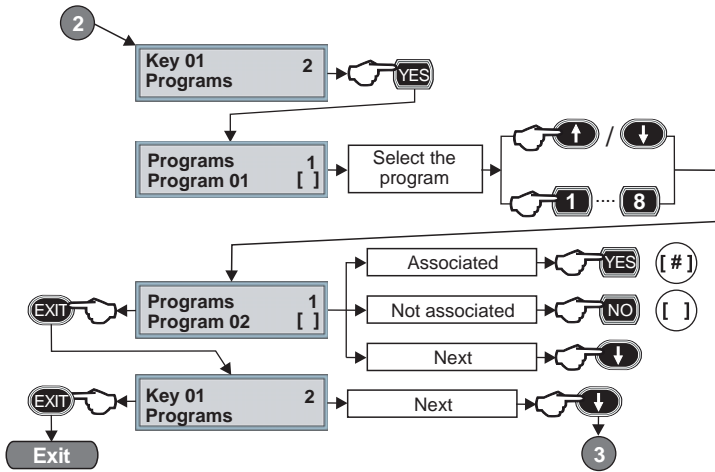 2
Key 01 2
Programs
YES
Programs 1
Program 01 [ ]
Select the
program
/
1 .... 8
Associated
YES
[ # ]
EXIT
Programs 1
Program 02 [ ]
Not associated
NO
[ ]
Next
EXIT
Key 01 2
Programs
Next
Exit
3